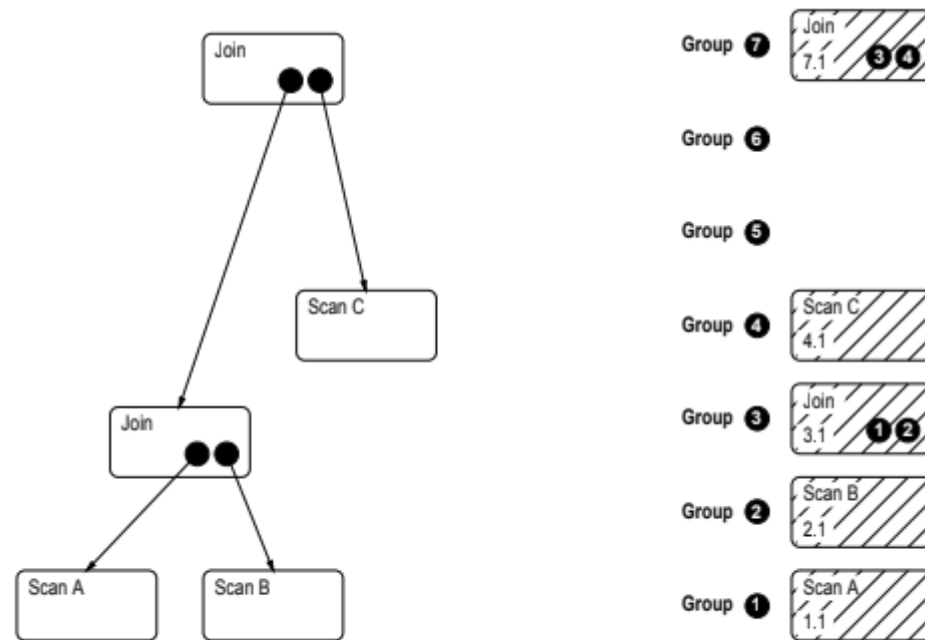 Join
Scan C
Join
Scan A
Scan B
Group 7
Join
7.1
3 4
Group 6
Group 5
Group 4
Scan C
4.1
Group 3
Join
3.1
1 2
Group 2
Scan B
2.1
Group 1
Scan A
1.1